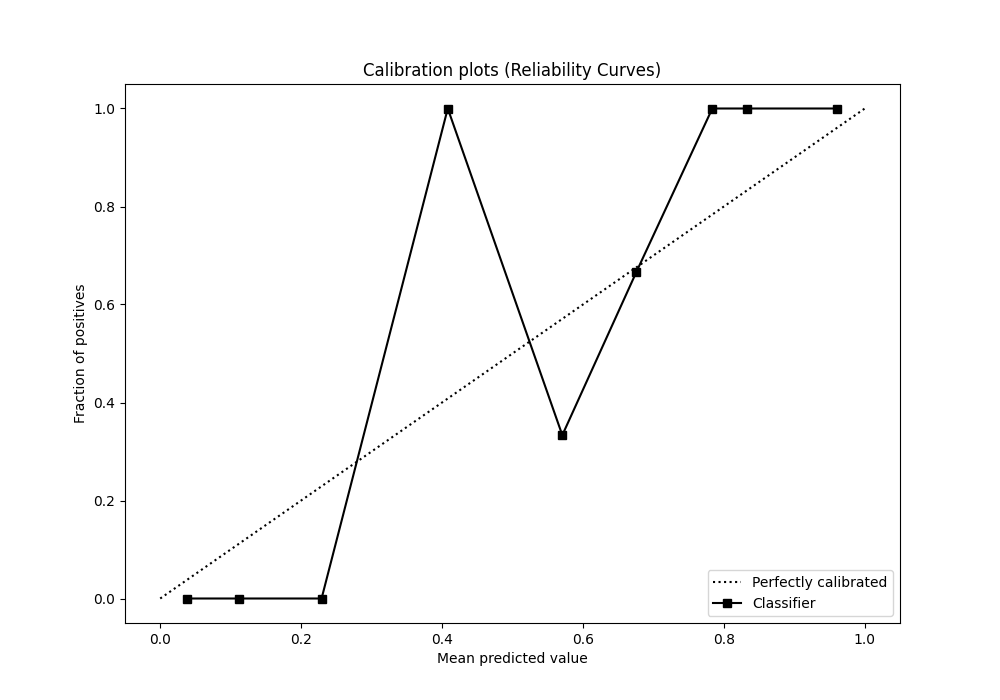 Calibration plots (Reliability Curves)
Fraction of positives
1.0
0.8
0.6
0.4
0.2
0.0
0.0 0.2 0.4 0.6 0.8 1.0
Mean predicted value
Perfectly calibrated
Classifier